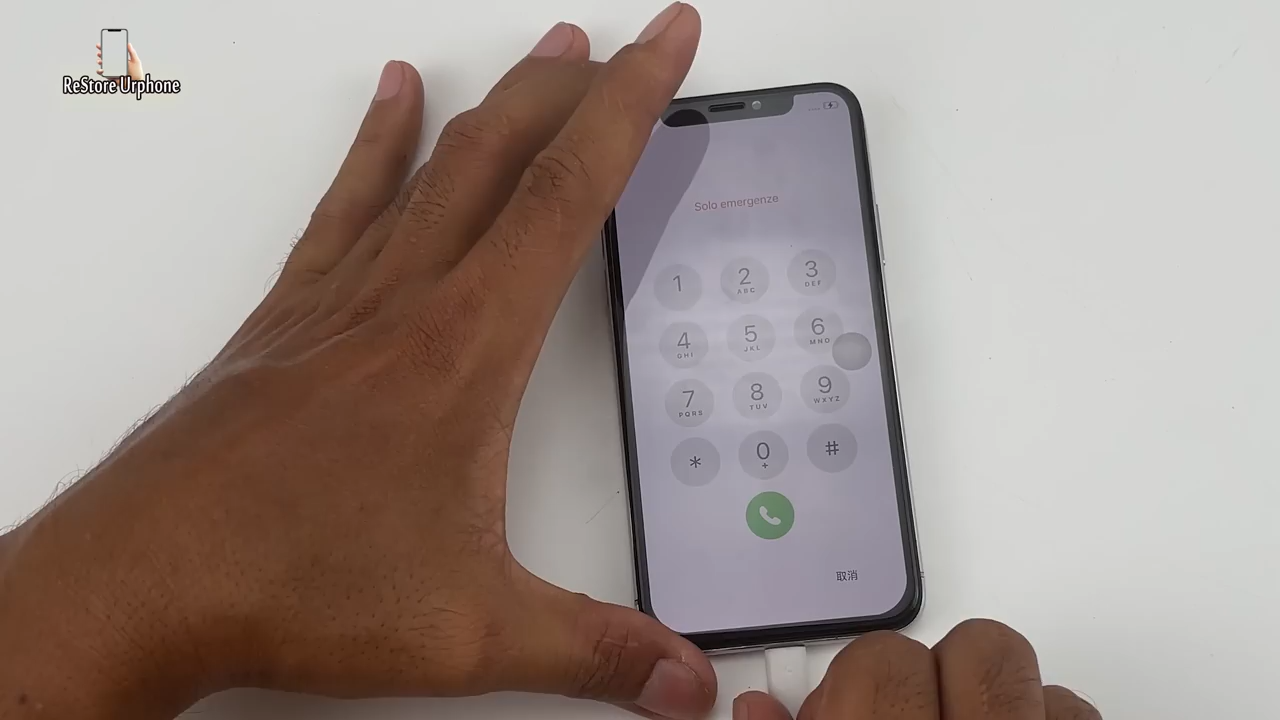 ReStore Urphone
Solo emergenze
1
2
ABC
3
DEF
4
GHI
5
JKL
6
MNO
7
PQRS
8
TUV
9
WXYZ
*
0
+
#
取消